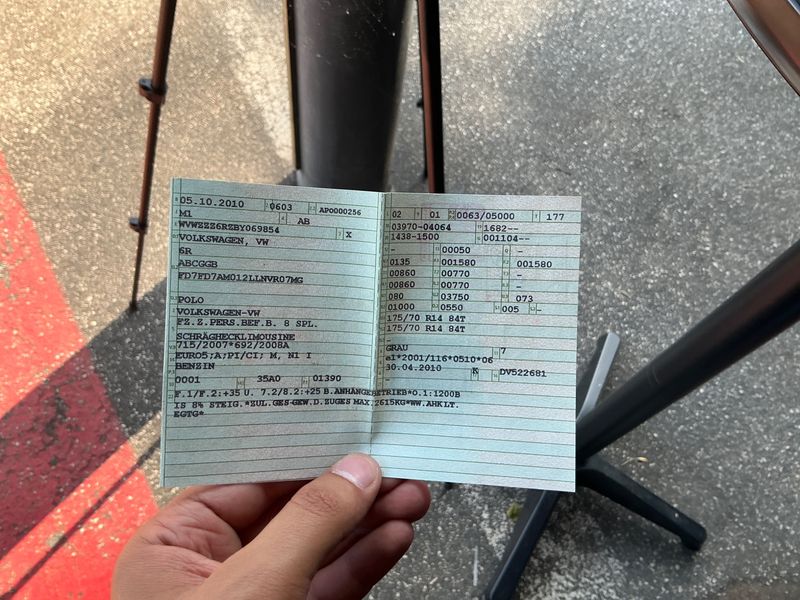 05.10.2010 0603 APO000256
M1 AB
WVWZZZ6RZBY069854 X
VOLKSWAGEN, VW
6R
ABCGGB
FD7FD7AM012LLNVR07MG
POLO
VOLKSWAGEN-VW
FZ.Z.PERS.BEF.B. 8 SPL.
SCHRÄGHECKLIMOUSINE
715/2007*692/2008A
EURO5;A;PI/CI; M, N1 I
BENZIN
0001 35A0 01390
02 01 0063/05000 177
03970-04064 1682--
1438-1500 001104--
- 00050 -
0135 001580 001580
00860 00770 -
00860 00770 -
080 03750 073
01000 0550 005 -
175/70 R14 84T
175/70 R14 84T
-
GRAU 7
e1*2001/116*0510*06
30.04.2010 K DV522681
F.1/F.2:+35 U. 7.2/8.2:+25 B.ANHÄNGEBETRIEB*O.1:1200B
IS 8% STEIG.*ZUL.GES-GEW.D.ZUGES MAX.2615KG*WW.AHK LT.
EGTG*